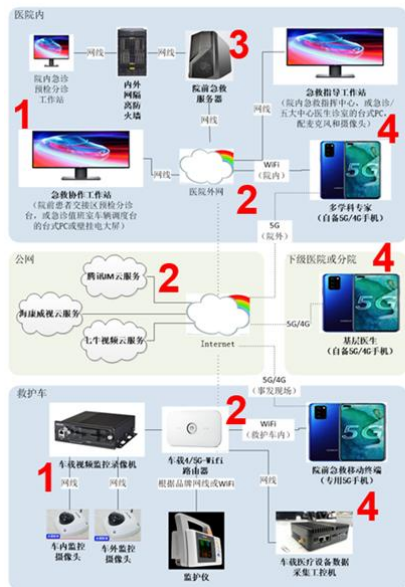 医院内
网线
网线
3
院内急诊
预检分诊
工作站
内外
网隔
离防
火墙
院前急救
服务器
网线
急救指导工作站
(院内急救指挥中心、或急诊/
五大中心医生诊室的台式PC,
配麦克风和摄像头)
1
网线
网线
医院外网
WiFi
(院内)
4
急救协作工作站
(院前患者交接区预检分诊
台,或急诊值班室车辆调度台
的台式PC或壁挂电大屏)
2
多学科专家
(自备5G/4G手机)
5G
(院外)
公网
下级医院或分院
腾讯IM云服务
2
4
海康威视云服务
七牛视频云服务
Internet
5G/4G
基层医生
(自备5G/4G手机)
5G/4G
(事发现场)
救护车
2
车载视频监控录像机
车载4/5G-Wifi
路由器
WiFi
(救护车内)
院前急救移动终端
(专用5G手机)
1
网线
网线
根据品牌网线或WiFi
网线
4
车内监控
摄像头
车外监控
摄像头
监护仪
车载医疗设备数据
采集工控机